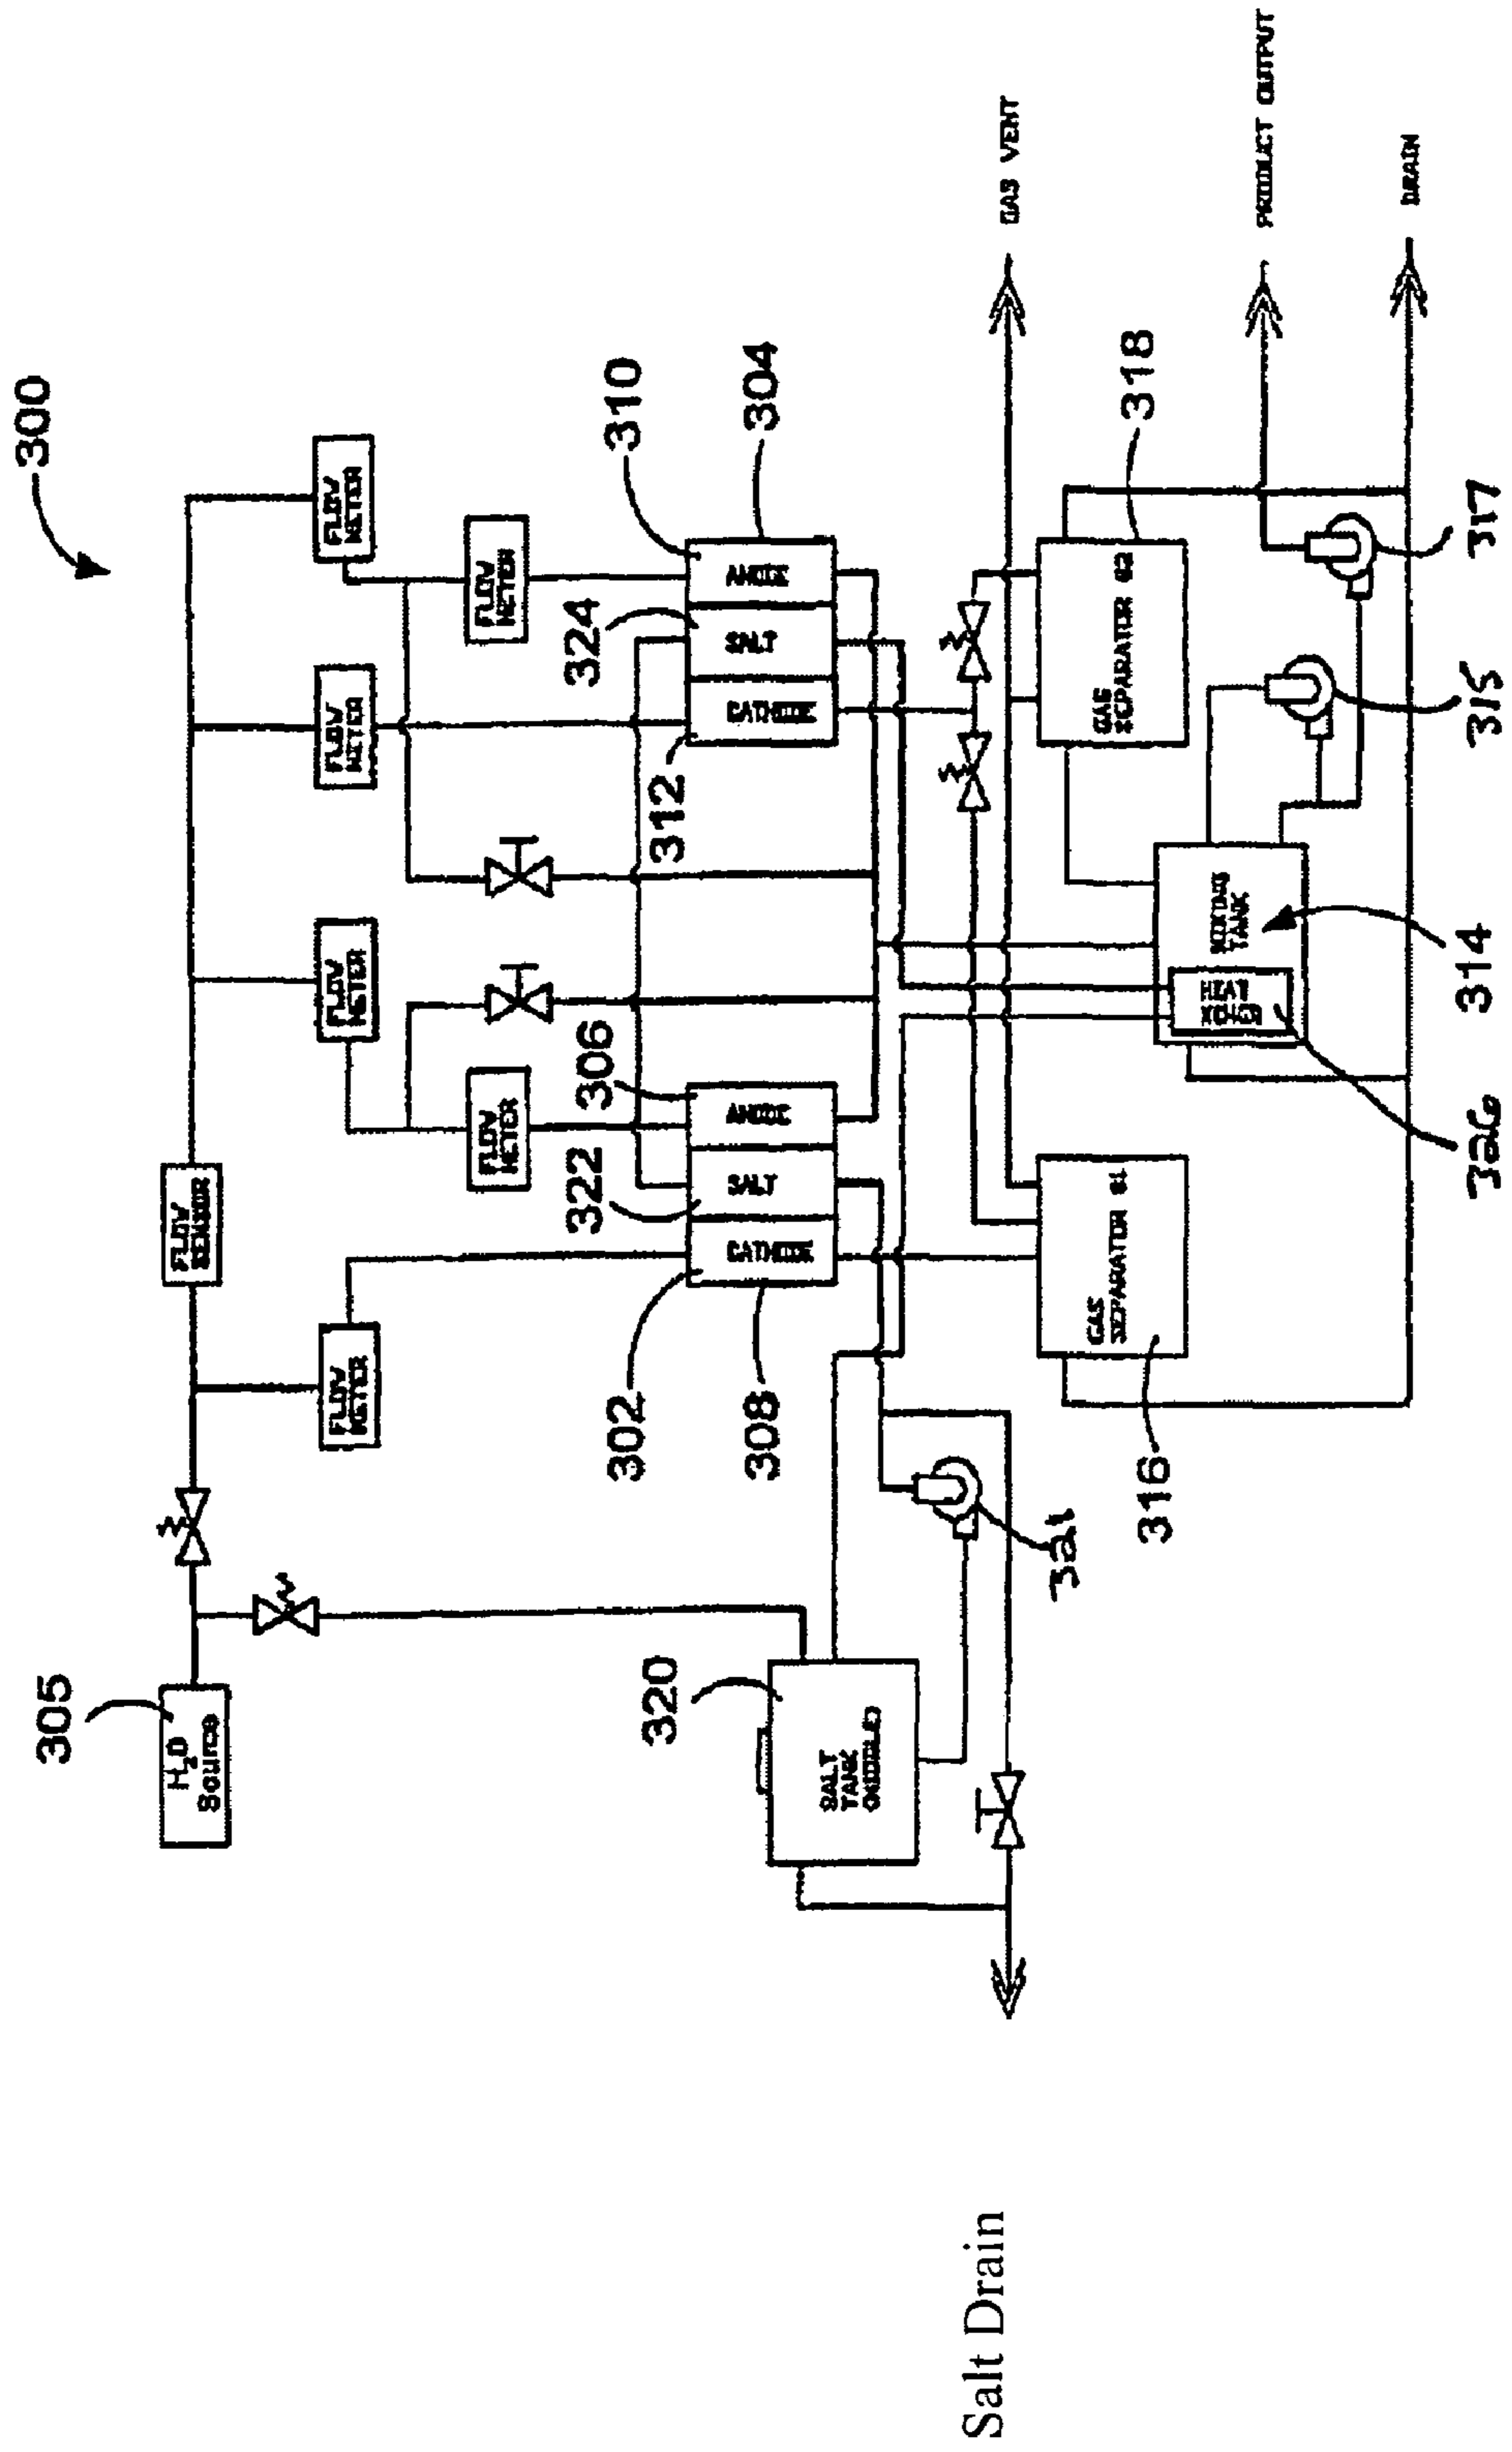 300
305
H₂O
Source
FLOW
SENSOR
FLOW
METER
FLOW
METER
FLOW
METER
FLOW
METER
FLOW
METER
FLOW
METER
302
322
306
324
310
320
308
312
304
CATHODE
SALT
ANODE
CATHODE
SALT
ANODE
SALT
TANK
(MIDDLE)
Salt Drain
GAS VENT
321
316
318
GAS
SEPARATOR #1
GAS
SEPARATOR #2
HEAT
MIXING
TANK
PRODUCT OUTPUT
DRAIN
326
314
315
317